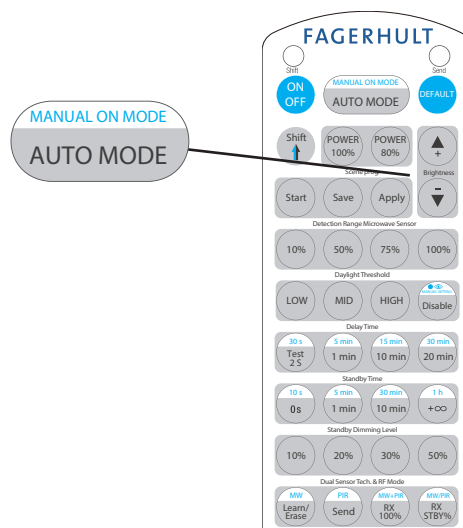 FAGERHULT
Shift
Send
ON
OFF
MANUAL ON MODE
AUTO MODE
DEFAULT
MANUAL ON MODE
AUTO MODE
Shift
POWER
100%
POWER
80%
+
Brightness
-
Scene prog
Start
Save
Apply
Detection Range Microwave Sensor
10%
50%
75%
100%
Daylight Threshold
LOW
MID
HIGH
Disable
Delay Time
30 s
Test
2 S
5 min
1 min
15 min
10 min
30 min
20 min
Standby Time
10 s
0s
5 min
1 min
30 min
10 min
1 h
+∞
Standby Dimming Level
10%
20%
30%
50%
Dual Sensor Tech. & RF Mode
MW
Learn/
Erase
PIR
Send
MW+PIR
RX
100%
MW/PIR
RX
STBY%